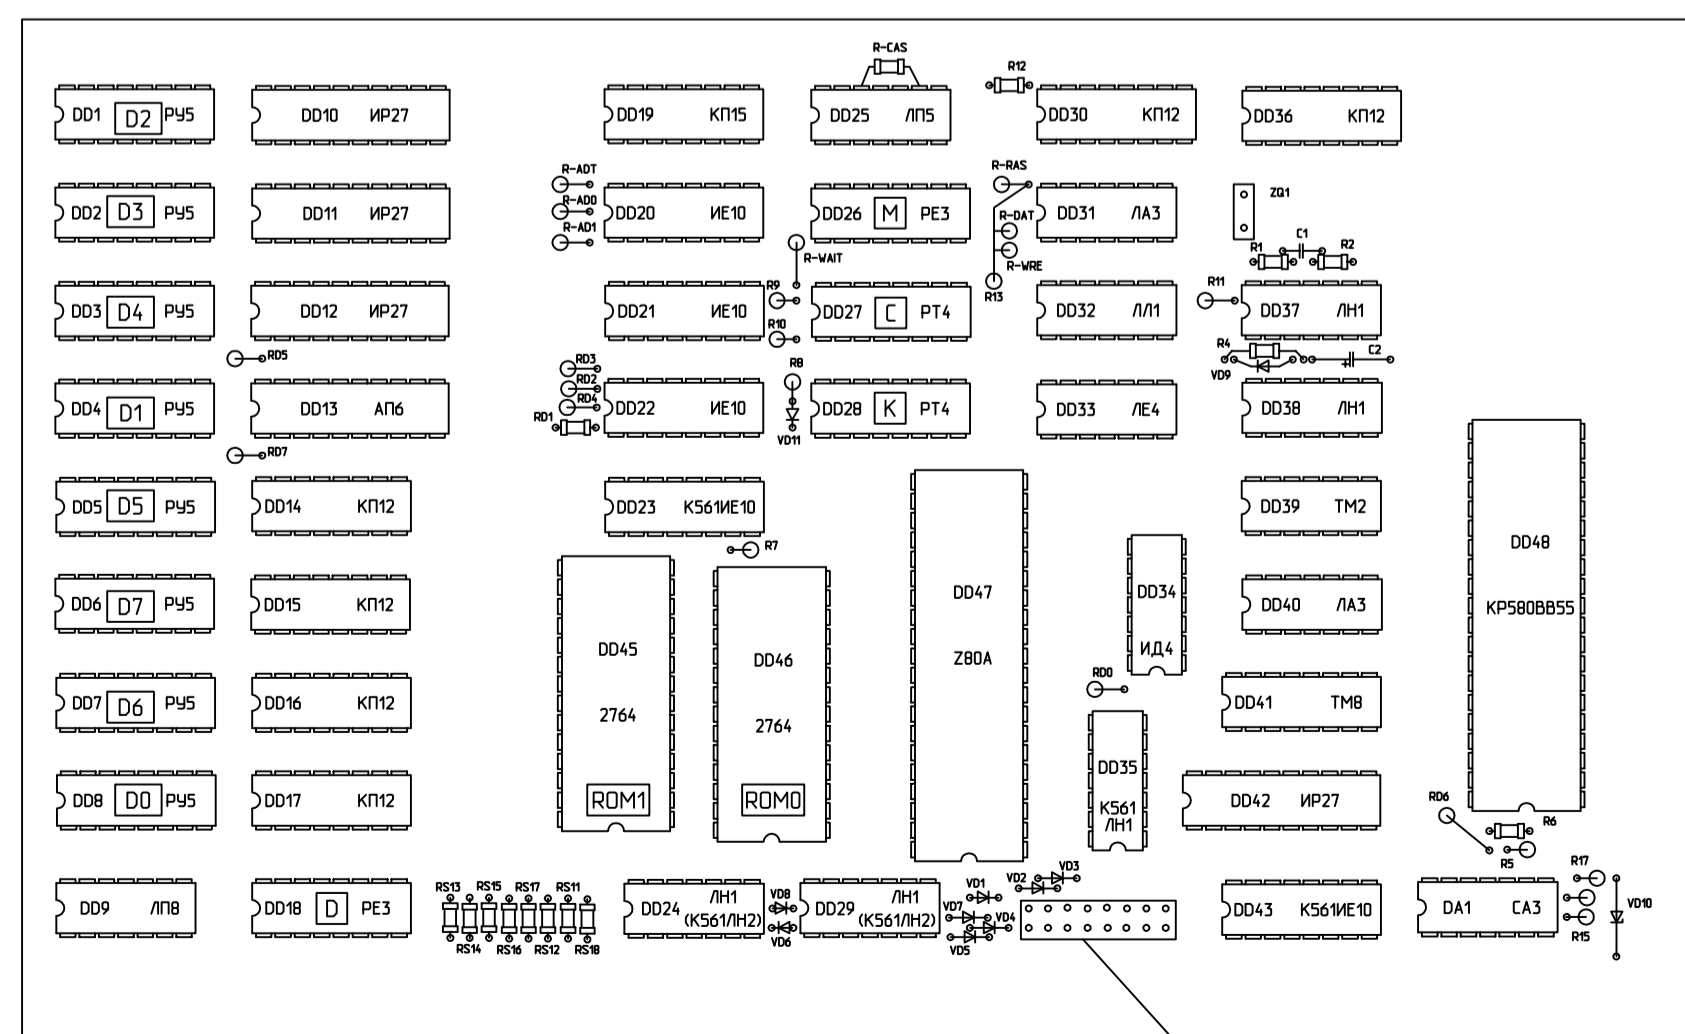 R-CAS
R12
DD1 D2 РУ5
DD10 ИР27
DD19 КП15
DD25 ЛП5
DD30 КП12
DD36 КП12
R-ADT
R-RAS
DD2 D3 РУ5
DD11 ИР27
R-AD0
DD20 ИЕ10
DD26 M РЕ3
R-DAT
DD31 ЛА3
ZQ1
R-AD1
R-WAIT
R-WRE
R1
C1
R2
DD3 D4 РУ5
DD12 ИР27
DD21 ИЕ10
R9
R10
DD27 C РТ4
R13
DD32 ЛЛ1
R11
DD37 ЛН1
RD5
RD3
R8
R4
C2
VD9
DD4 D1 РУ5
DD13 АП6
RD2
RD4
RD1
DD22 ИЕ10
VD11
DD28 K РТ4
DD33 ЛЕ4
DD38 ЛН1
RD7
DD5 D5 РУ5
DD14 КП12
DD23 К561ИЕ10
DD39 ТМ2
R7
DD48
КР580ВВ55
DD6 D7 РУ5
DD15 КП12
DD47
Z80A
DD34
ИД4
DD40 ЛА3
DD45
2764
ROM1
DD46
2764
ROM0
RD0
DD7 D6 РУ5
DD16 КП12
DD41 ТМ8
DD8 D0 РУ5
DD17 КП12
DD35
К561
ЛН1
DD42 ИР27
RD6
R6
R5
R17
DD9 ЛП8
DD18 D РЕ3
RS13
RS15
RS17
RS11
RS14
RS16
RS12
RS18
DD24 ЛН1
(К561ЛН2)
VD8
VD6
DD29 ЛН1
(К561ЛН2)
VD3
VD2
VD1
VD7
VD4
VD5
DD43 К561ИЕ10
DA1 СА3
R15
VD10